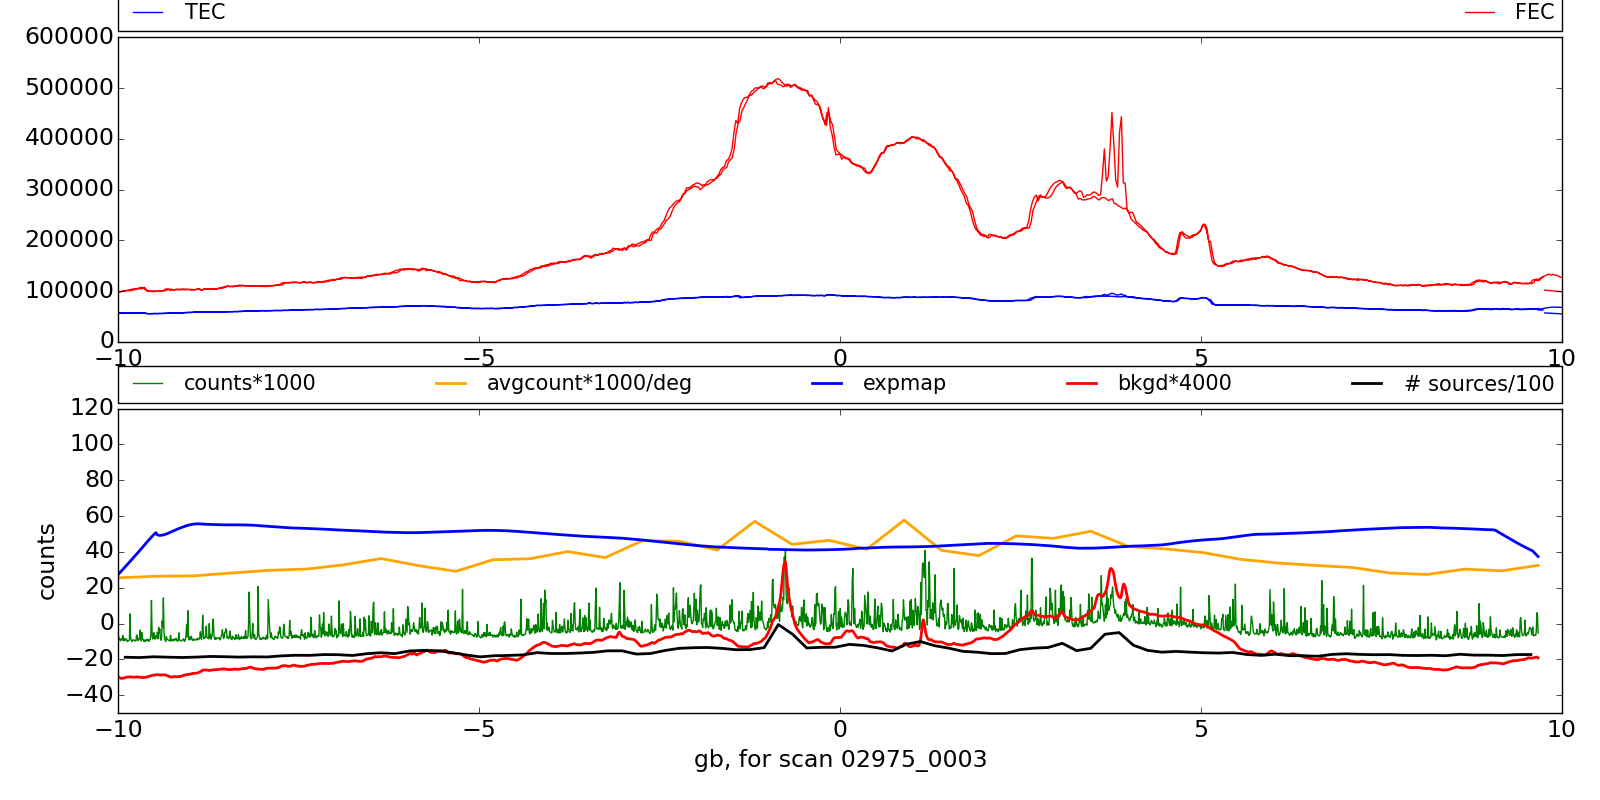 TEC FEC
600000
500000
400000
300000
200000
100000
0
−10 −5 0 5 10
counts*1000 avgcount*1000/deg expmap bkgd*4000 # sources/100
120
100
80
60
40
20
0
−20
−40
counts
−10 −5 0 5 10
gb, for scan 02975_0003